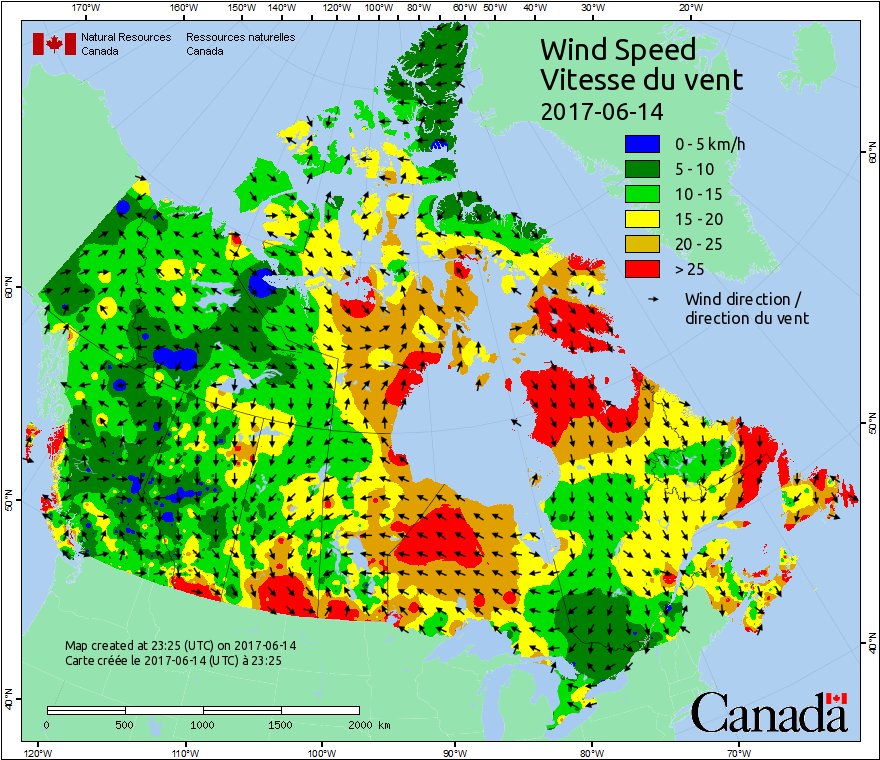 170°W 160°W 150°W 140°W 120°W 100°W 80°W 60°W 50°W 40°W 30°W 20°W
Natural Resources Ressources naturelles
Canada Canada
Wind Speed
Vitesse du vent
2017-06-14
0 - 5 km/h
5 - 10
10 - 15
15 - 20
20 - 25
> 25
Wind direction /
direction du vent
60°N
50°N
40°N
60°N
50°N
40°N
Map created at 23:25 (UTC) on 2017-06-14
Carte créée le 2017-06-14 (UTC) à 23:25
0 500 1000 1500 2000 km
Canada
120°W 110°W 100°W 90°W 80°W 70°W